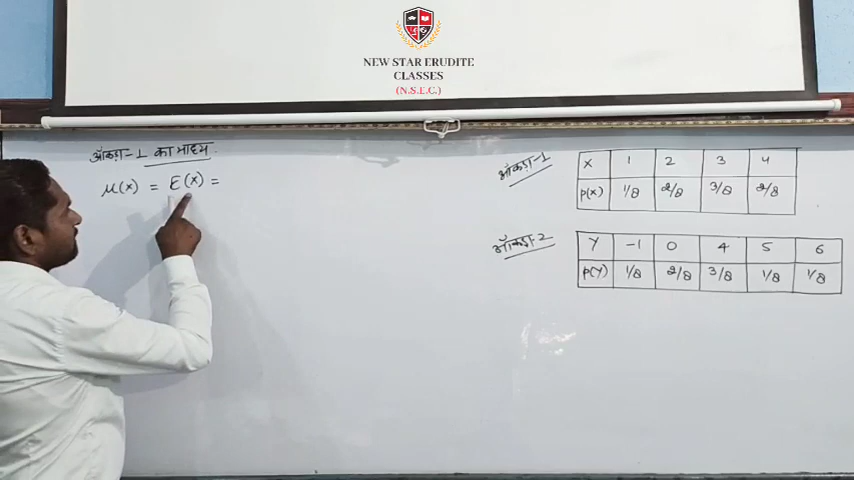 NEW STAR ERUDITE
CLASSES
(N.S.E.C.)
आँकड़ा-1 का माध्य
μ(x) = E(x) =
आँकड़ा-1
X 1 2 3 4
P(x) 1/8 2/8 3/8 2/8
आँकड़ा-2
Y -1 0 4 5 6
P(Y) 1/8 2/8 3/8 1/8 1/8